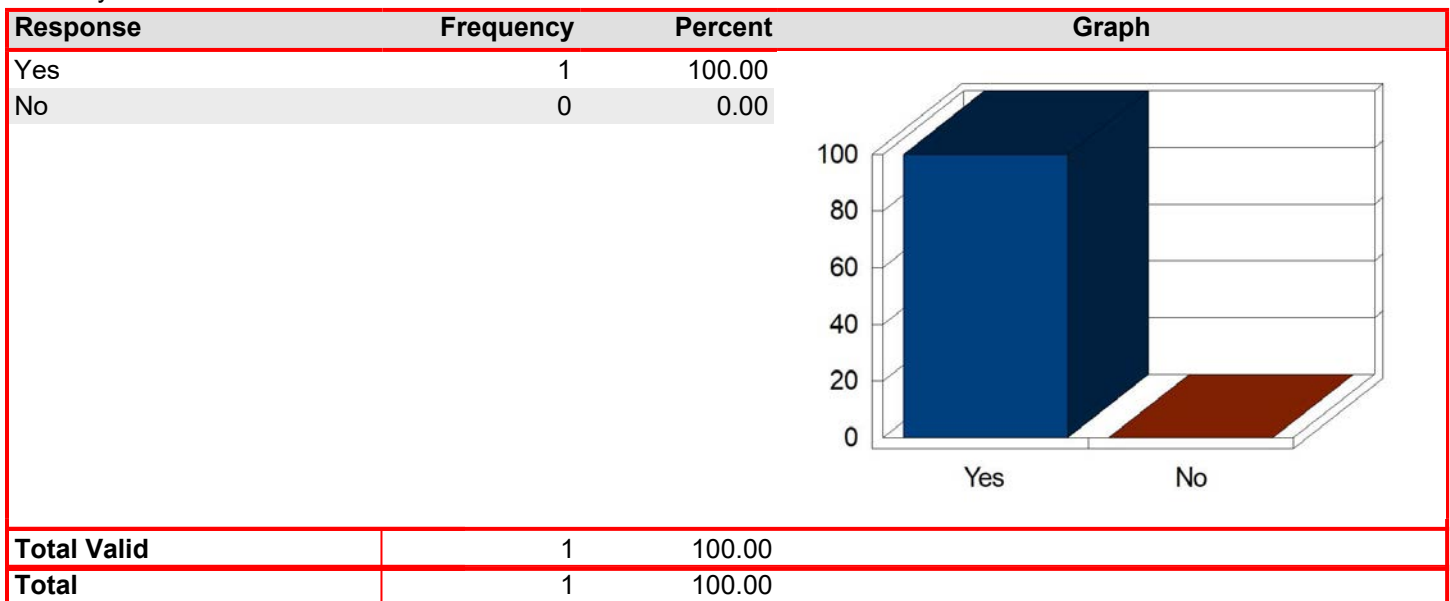 Response Frequency Percent Graph
Yes 1 100.00
No 0 0.00
100
80
60
40
20
0
Yes No
Total Valid 1 100.00
Total 1 100.00